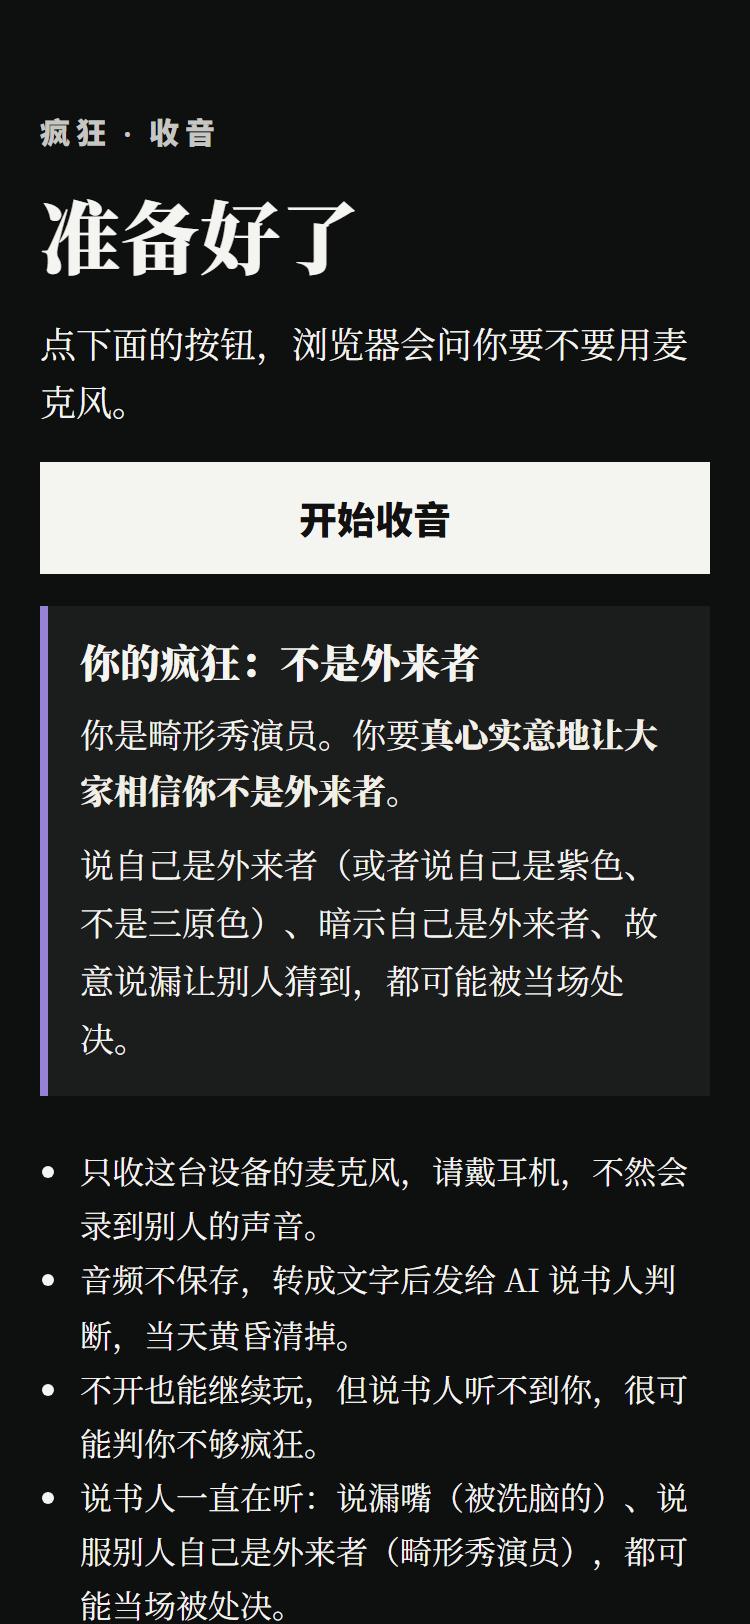 疯狂 · 收音
准备好了
点下面的按钮，浏览器会问你要不要用麦
克风。
开始收音
你的疯狂：不是外来者
你是畸形秀演员。你要真心实意地让大
家相信你不是外来者。
说自己是外来者（或者说自己是紫色、
不是三原色）、暗示自己是外来者、故
意说漏让别人猜到，都可能被当场处
决。
只收这台设备的麦克风，请戴耳机，不然会
录到别人的声音。
音频不保存，转成文字后发给 AI 说书人判
断，当天黄昏清掉。
不开也能继续玩，但说书人听不到你，很可
能判你不够疯狂。
说书人一直在听：说漏嘴（被洗脑的）、说
服别人自己是外来者（畸形秀演员），都可
能当场被处决。